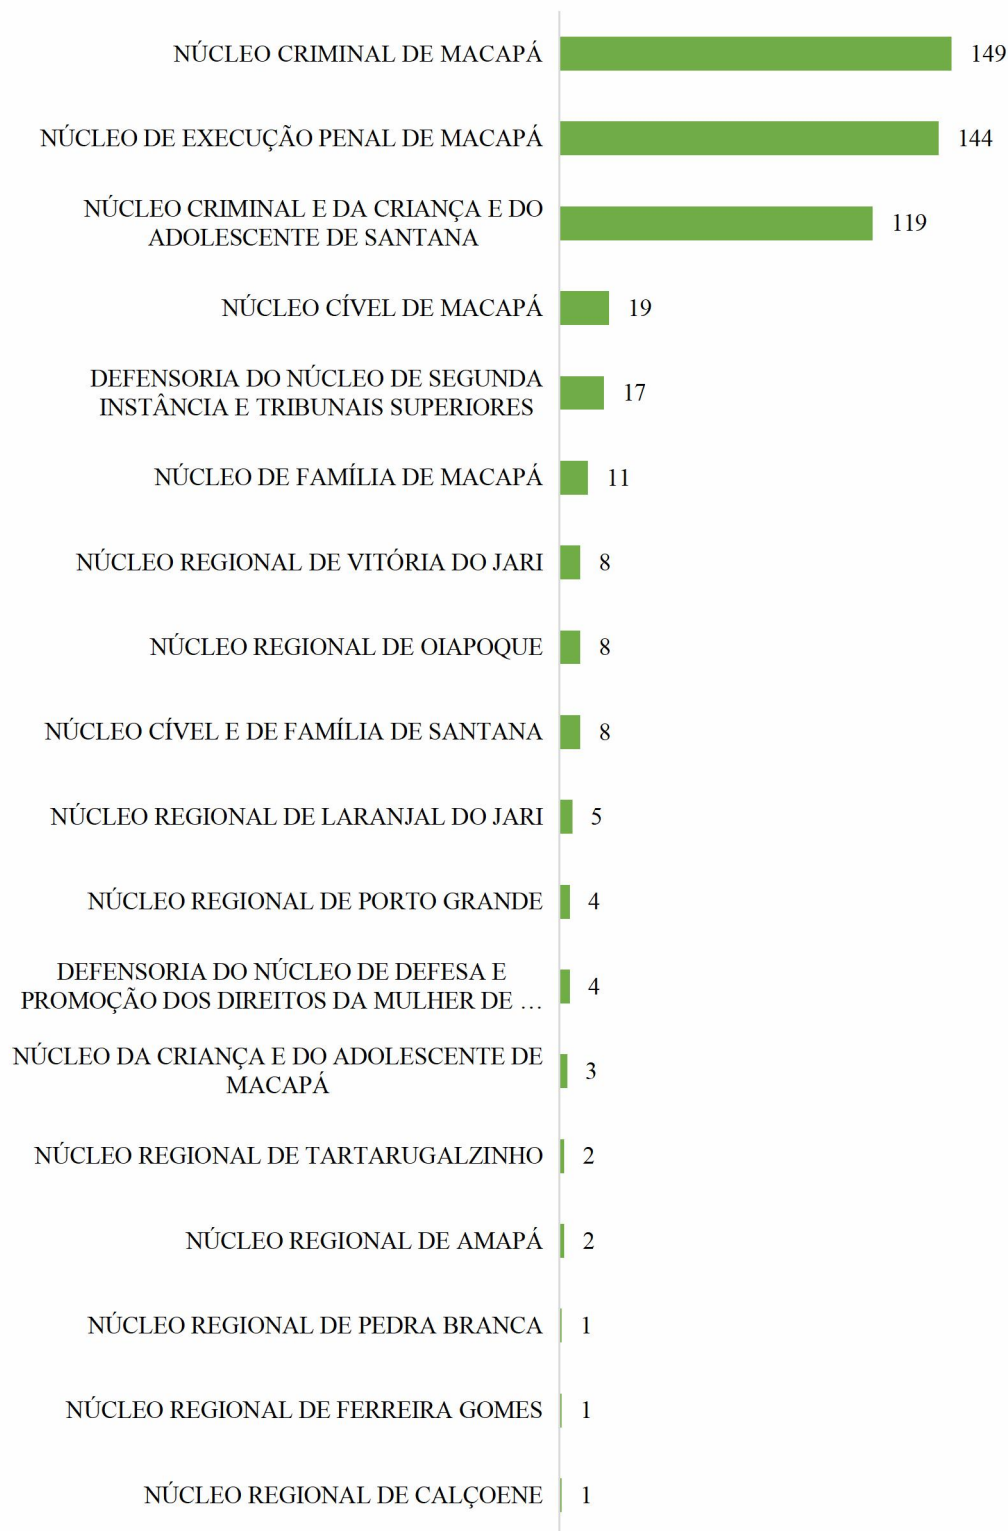 NÚCLEO CRIMINAL DE MACAPÁ 149
NÚCLEO DE EXECUÇÃO PENAL DE MACAPÁ 144
NÚCLEO CRIMINAL E DA CRIANÇA E DO
ADOLESCENTE DE SANTANA 119
NÚCLEO CÍVEL DE MACAPÁ 19
DEFENSORIA DO NÚCLEO DE SEGUNDA
INSTÂNCIA E TRIBUNAIS SUPERIORES 17
NÚCLEO DE FAMÍLIA DE MACAPÁ 11
NÚCLEO REGIONAL DE VITÓRIA DO JARI 8
NÚCLEO REGIONAL DE OIAPOQUE 8
NÚCLEO CÍVEL E DE FAMÍLIA DE SANTANA 8
NÚCLEO REGIONAL DE LARANJAL DO JARI 5
NÚCLEO REGIONAL DE PORTO GRANDE 4
DEFENSORIA DO NÚCLEO DE DEFESA E
PROMOÇÃO DOS DIREITOS DA MULHER DE … 4
NÚCLEO DA CRIANÇA E DO ADOLESCENTE DE
MACAPÁ 3
NÚCLEO REGIONAL DE TARTARUGALZINHO 2
NÚCLEO REGIONAL DE AMAPÁ 2
NÚCLEO REGIONAL DE PEDRA BRANCA 1
NÚCLEO REGIONAL DE FERREIRA GOMES 1
NÚCLEO REGIONAL DE CALÇOENE 1